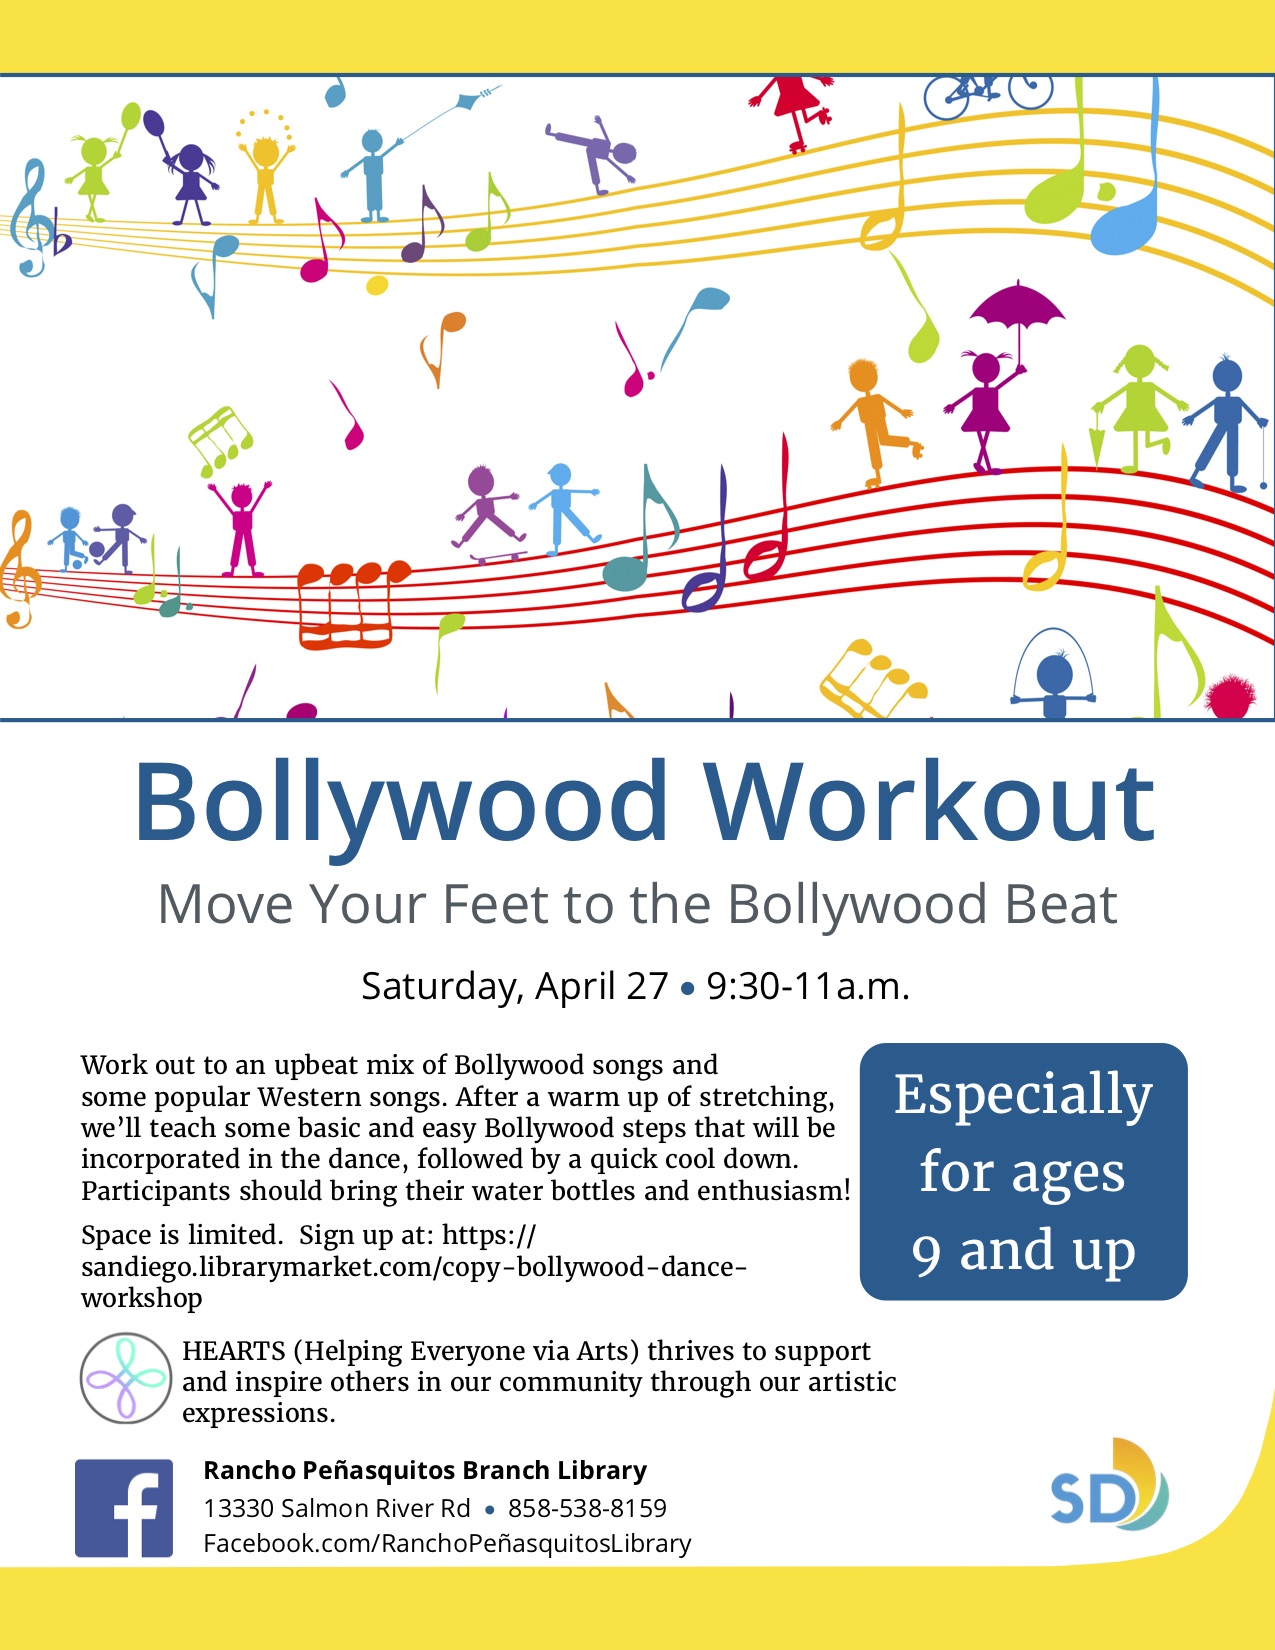 Bollywood Workout
Move Your Feet to the Bollywood Beat
Saturday, April 27 • 9:30-11a.m.
Work out to an upbeat mix of Bollywood songs and
some popular Western songs. After a warm up of stretching,
we’ll teach some basic and easy Bollywood steps that will be
incorporated in the dance, followed by a quick cool down.
Participants should bring their water bottles and enthusiasm!
Space is limited.  Sign up at: https://
sandiego.librarymarket.com/copy-bollywood-dance-
workshop
Especially
for ages
9 and up
HEARTS (Helping Everyone via Arts) thrives to support
and inspire others in our community through our artistic
expressions.
f
Rancho Peñasquitos Branch Library
13330 Salmon River Rd • 858-538-8159
Facebook.com/RanchoPeñasquitosLibrary
SD